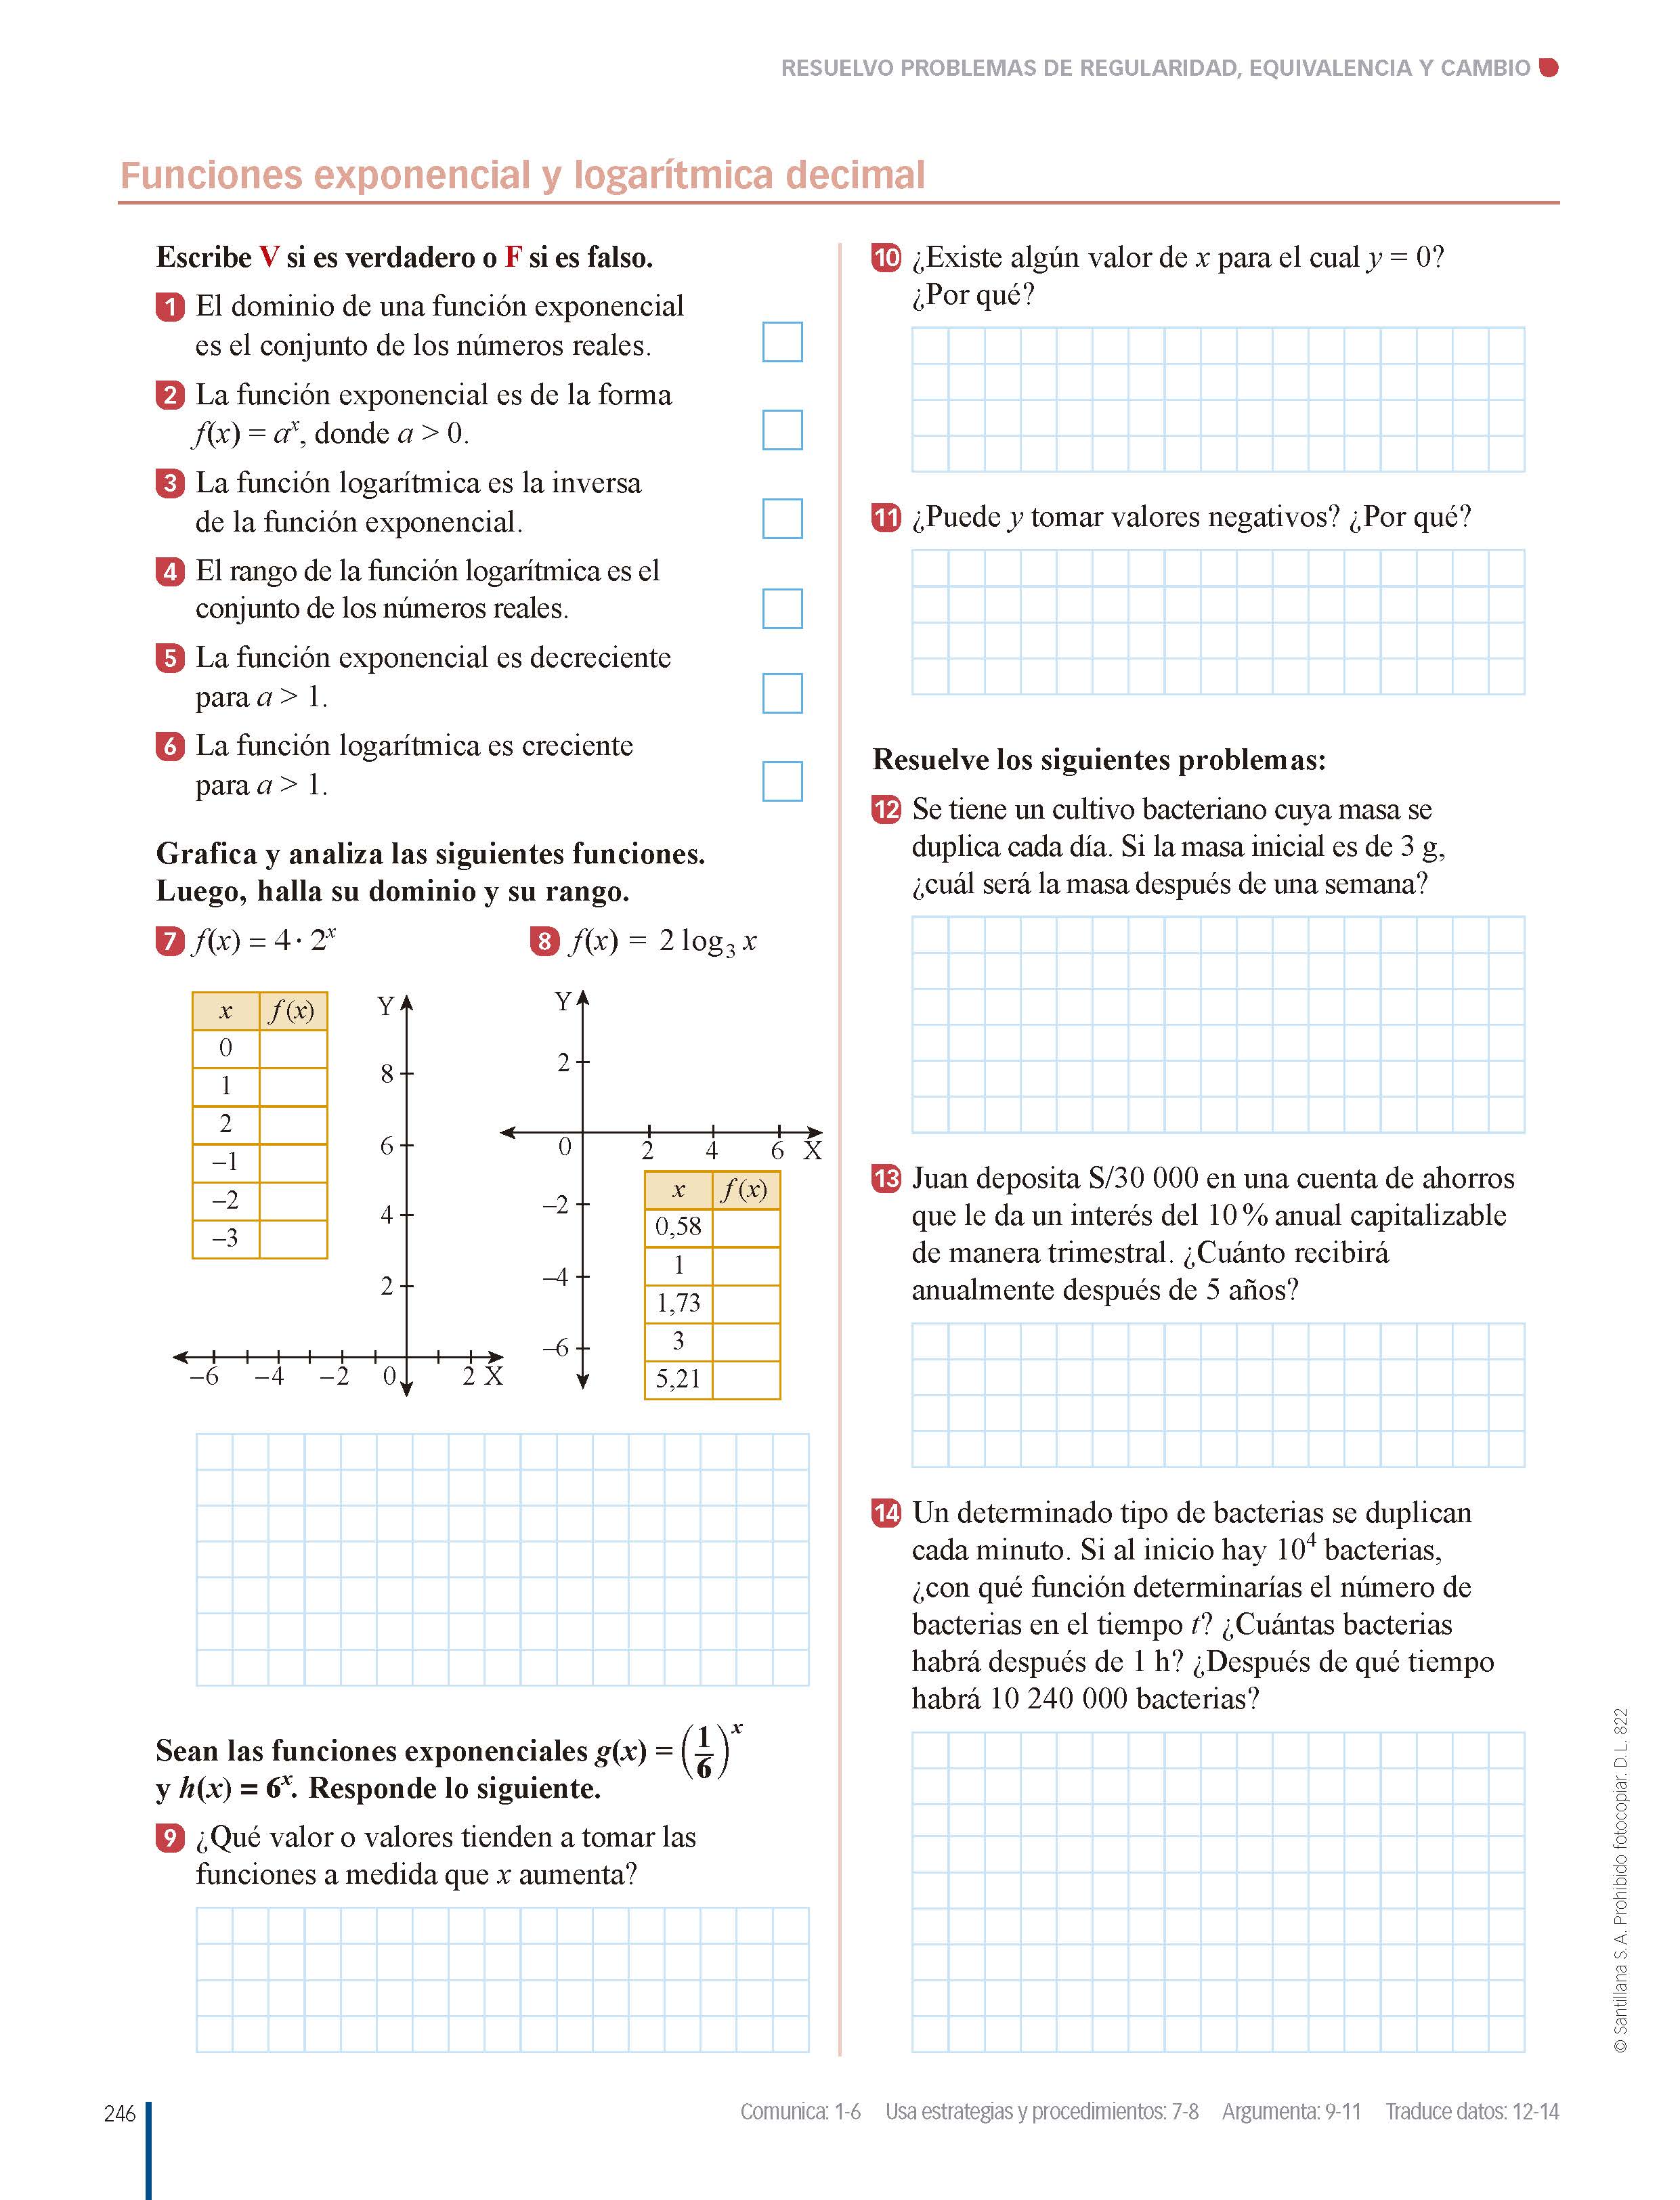 RESUELVO PROBLEMAS DE REGULARIDAD, EQUIVALENCIA Y CAMBIO
Funciones exponencial y logarítmica decimal
Escribe V si es verdadero o F si es falso.
1 El dominio de una función exponencial
es el conjunto de los números reales.
2 La función exponencial es de la forma
f(x) = aˣ, donde a > 0.
3 La función logarítmica es la inversa
de la función exponencial.
4 El rango de la función logarítmica es el
conjunto de los números reales.
5 La función exponencial es decreciente
para a > 1.
6 La función logarítmica es creciente
para a > 1.
Grafica y analiza las siguientes funciones.
Luego, halla su dominio y su rango.
7 f(x) = 4 · 2ˣ
x f(x)
0
1
2
–1
–2
–3
Y
8
6
4
2
–6 –4 –2 0 2 X
8 f(x) = 2 log₃ x
Y
2
0 2 4 6 X
–2
–4
–6
x f(x)
0,58
1
1,73
3
5,21
Sean las funciones exponenciales g(x) = (1/6)ˣ
y h(x) = 6ˣ. Responde lo siguiente.
9 ¿Qué valor o valores tienden a tomar las
funciones a medida que x aumenta?
10 ¿Existe algún valor de x para el cual y = 0?
¿Por qué?
11 ¿Puede y tomar valores negativos? ¿Por qué?
Resuelve los siguientes problemas:
12 Se tiene un cultivo bacteriano cuya masa se
duplica cada día. Si la masa inicial es de 3 g,
¿cuál será la masa después de una semana?
13 Juan deposita S/30 000 en una cuenta de ahorros
que le da un interés del 10 % anual capitalizable
de manera trimestral. ¿Cuánto recibirá
anualmente después de 5 años?
14 Un determinado tipo de bacterias se duplican
cada minuto. Si al inicio hay 10⁴ bacterias,
¿con qué función determinarías el número de
bacterias en el tiempo t? ¿Cuántas bacterias
habrá después de 1 h? ¿Después de qué tiempo
habrá 10 240 000 bacterias?
© Santillana S. A. Prohibido fotocopiar. D. L. 822
246
Comunica: 1-6 Usa estrategias y procedimientos: 7-8 Argumenta: 9-11 Traduce datos: 12-14